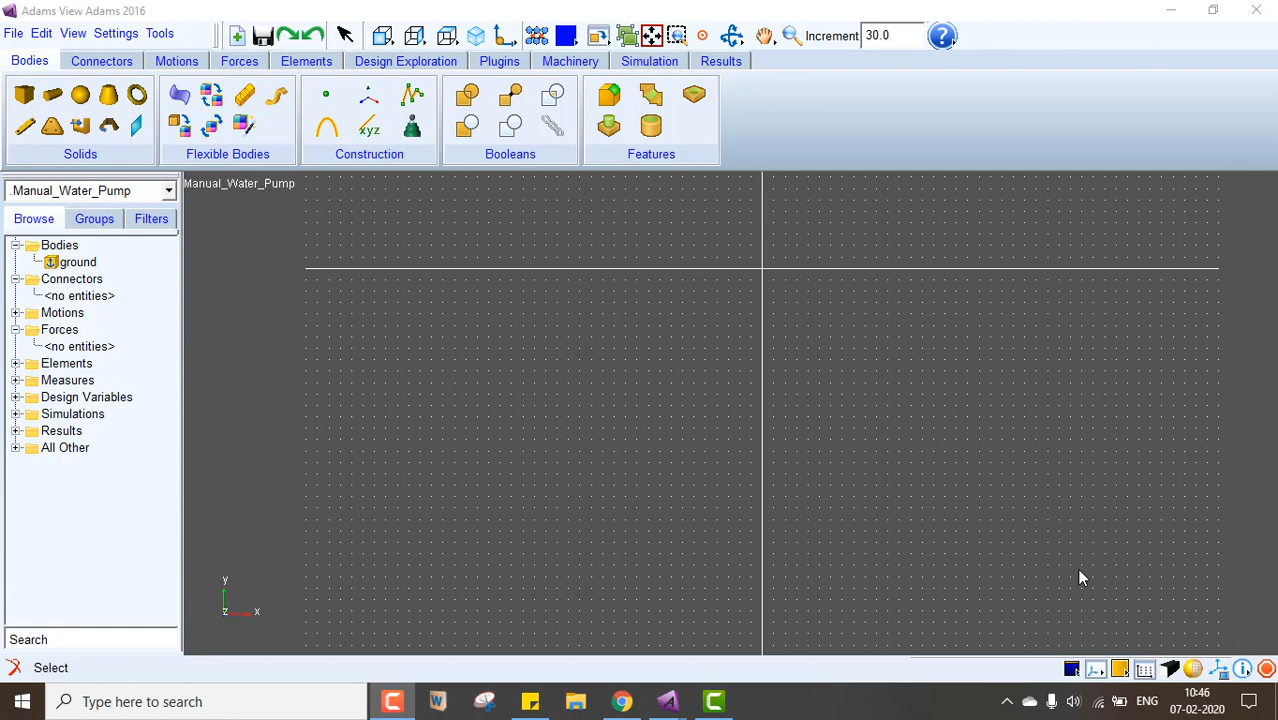 Adams View Adams 2016
File Edit View Settings Tools
Increment 30.0
Bodies Connectors Motions Forces Elements Design Exploration Plugins Machinery Simulation Results
xyz
Solids Flexible Bodies Construction Booleans Features
.Manual_Water_Pump
Manual_Water_Pump
Browse Groups Filters
Bodies
ground
Connectors
<no entities>
Motions
Forces
<no entities>
Elements
Measures
Design Variables
Simulations
Results
All Other
y
z x
Search
Select
Type here to search
ENG
10:46
07-02-2020